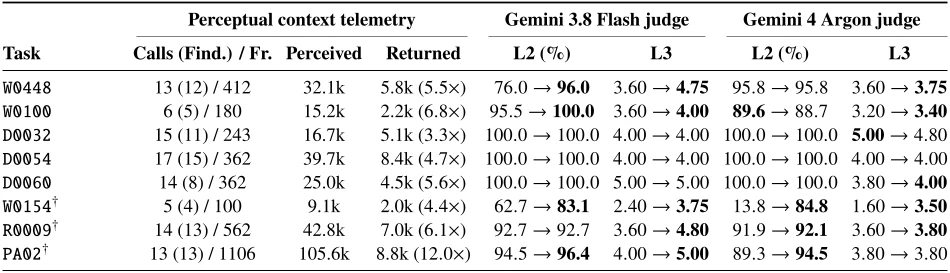 Perceptual context telemetry Gemini 3.8 Flash judge Gemini 4 Argon judge
Task Calls (Find.) / Fr. Perceived Returned L2 (%) L3 L2 (%) L3
W0448 13 (12) / 412 32.1k 5.8k (5.5×) 76.0 → 96.0 3.60 → 4.75 95.8 → 95.8 3.60 → 3.75
W0100 6 (5) / 180 15.2k 2.2k (6.8×) 95.5 → 100.0 3.60 → 4.00 89.6 → 88.7 3.20 → 3.40
D0032 15 (11) / 243 16.7k 5.1k (3.3×) 100.0 → 100.0 4.00 → 4.00 100.0 → 100.0 5.00 → 4.80
D0054 17 (15) / 362 39.7k 8.4k (4.7×) 100.0 → 100.0 4.00 → 4.00 100.0 → 100.0 4.00 → 4.00
D0060 14 (8) / 362 25.0k 4.5k (5.6×) 100.0 → 100.0 5.00 → 5.00 100.0 → 100.0 3.80 → 4.00
W0154† 5 (4) / 100 9.1k 2.0k (4.4×) 62.7 → 83.1 2.40 → 3.75 13.8 → 84.8 1.60 → 3.50
R0009† 14 (13) / 562 42.8k 7.0k (6.1×) 92.7 → 92.7 3.60 → 4.80 91.9 → 92.1 3.60 → 3.80
PA02† 13 (13) / 1106 105.6k 8.8k (12.0×) 94.5 → 96.4 4.00 → 5.00 89.3 → 94.5 3.80 → 3.80